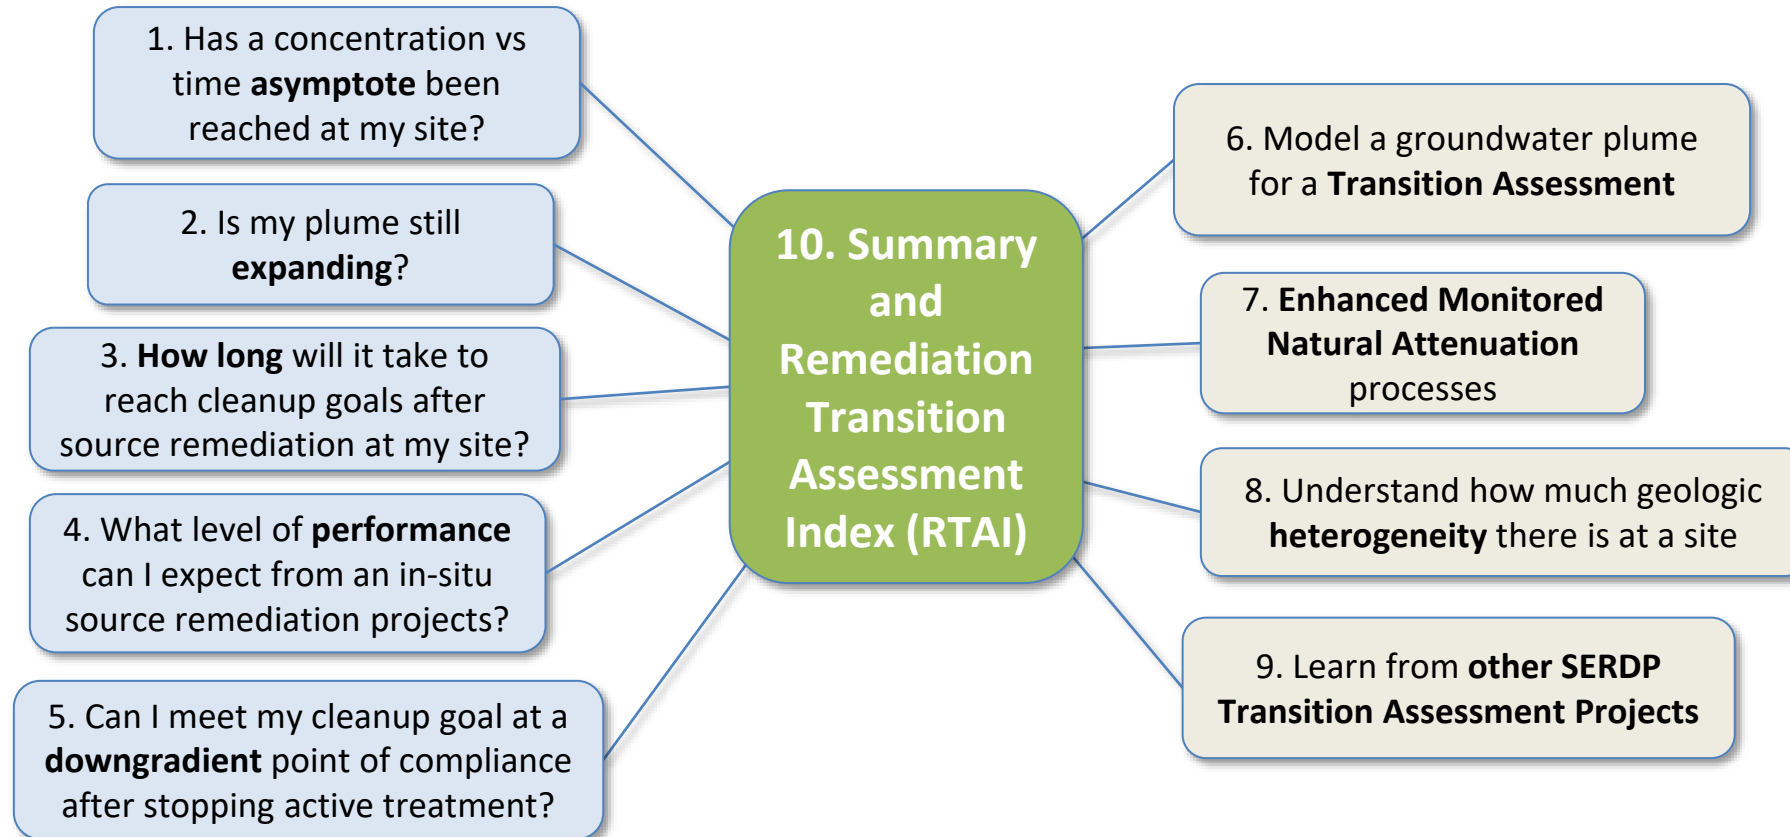 1. Has a concentration vs
time asymptote been
reached at my site?
2. Is my plume still
expanding?
3. How long will it take to
reach cleanup goals after
source remediation at my site?
4. What level of performance
can I expect from an in-situ
source remediation projects?
5. Can I meet my cleanup goal at a
downgradient point of compliance
after stopping active treatment?
10. Summary
and
Remediation
Transition
Assessment
Index (RTAI)
6. Model a groundwater plume
for a Transition Assessment
7. Enhanced Monitored
Natural Attenuation
processes
8. Understand how much geologic
heterogeneity there is at a site
9. Learn from other SERDP
Transition Assessment Projects